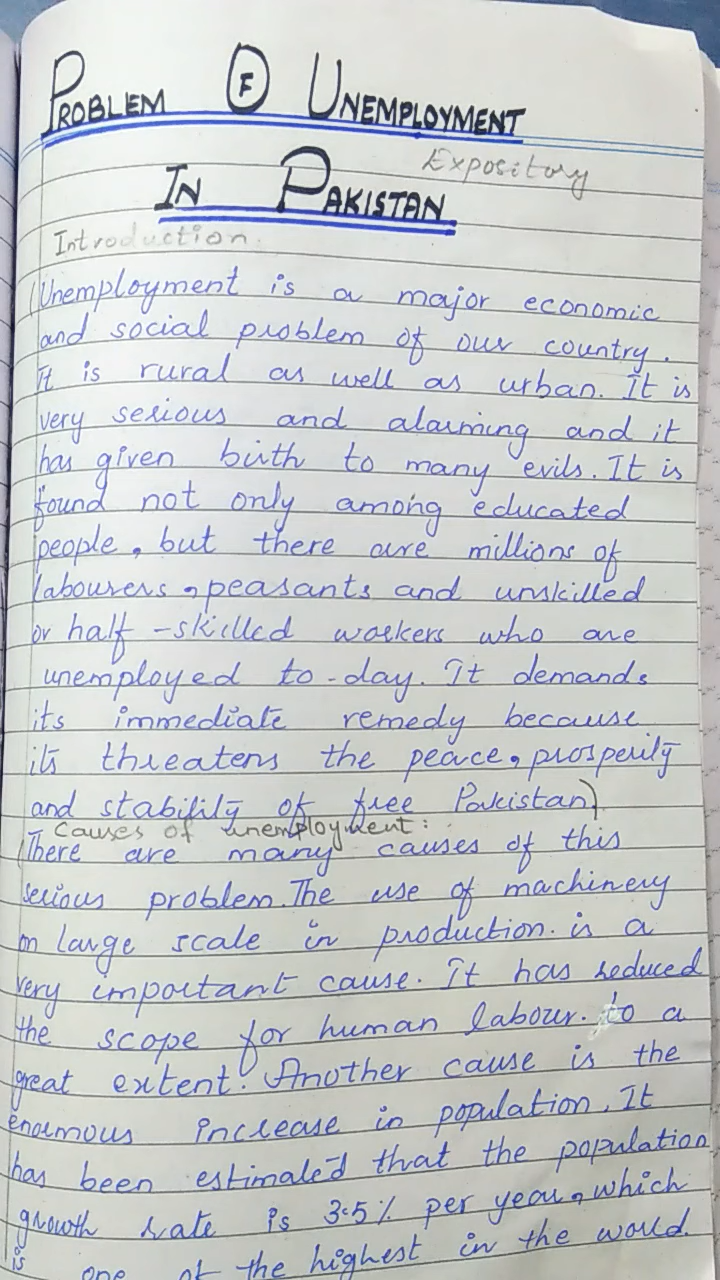 PROBLEM OF UNEMPLOYMENT
Expository
IN PAKISTAN
Introduction.
(Unemployment is a major economic
and social problem of our country.
It is rural as well as urban. It is
very serious and alarming and it
has given birth to many evils. It is
found not only among educated
people, but there are millions of
labourers, peasants and unskilled
or half-skilled workers who are
unemployed to-day. It demands
its immediate remedy because
its threatens the peace, prosperity
and stability of free Pakistan)
Causes of unemployment:
(There are many causes of this
serious problem. The use of machinery
on large scale in production. is a
very important cause. It has reduced
the scope for human labour. to a
great extent. Another cause is the
enormous increase in population. It
has been estimated that the population
growth rate is 3.5% per year, which
is one of the highest in the world.